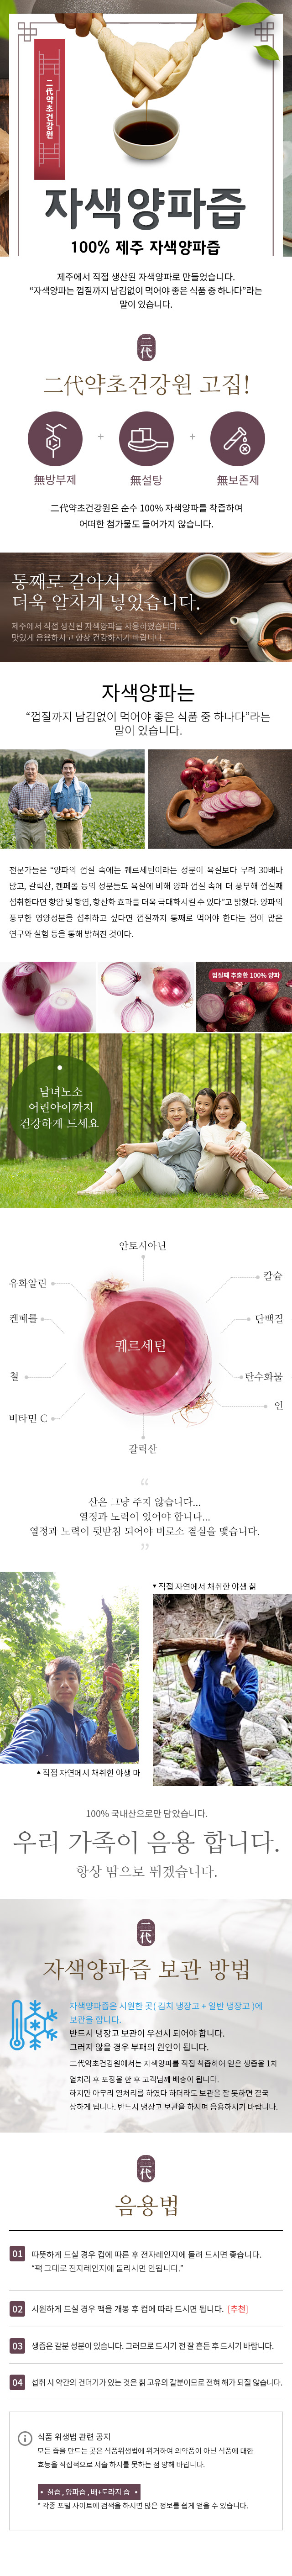 二代약초건강원
자색양파즙
100% 제주 자색양파즙
제주에서 직접 생산된 자색양파로 만들었습니다.
“자색양파는 껍질까지 남김없이 먹어야 좋은 식품 중 하나다”라는
말이 있습니다.
二代
二代약초건강원 고집!
無방부제
+
無설탕
+
無보존제
二代약초건강원은 순수 100% 자색양파를 착즙하여
어떠한 첨가물도 들어가지 않습니다.
통째로 갈아서
더욱 알차게 넣었습니다.
제주에서 직접 생산된 자색양파를 사용하였습니다.
맛있게 음용하시고 항상 건강하시기 바랍니다.
자색양파는
“껍질까지 남김없이 먹어야 좋은 식품 중 하나다”라는
말이 있습니다.
전문가들은 “양파의 껍질 속에는 퀘르세틴이라는 성분이 육질보다 무려 30배나
많고, 갈릭산, 켄페롤 등의 성분들도 육질에 비해 양파 껍질 속에 더 풍부해 껍질째
섭취한다면 항암 및 항염, 항산화 효과를 더욱 극대화시킬 수 있다”고 밝혔다. 양파의
풍부한 영양성분을 섭취하고 싶다면 껍질까지 통째로 먹어야 한다는 점이 많은
연구와 실험 등을 통해 밝혀진 것이다.
껍질째 추출한 100% 양파
남녀노소
어린아이까지
건강하게 드세요
안토시아닌
유화알린
칼슘
켄페롤
단백질
퀘르세틴
철
탄수화물
비타민 C
인
갈릭산
“
산은 그냥 주지 않습니다...
열정과 노력이 있어야 합니다...
열정과 노력이 뒷받침 되어야 비로소 결실을 맺습니다.
”
▾ 직접 자연에서 채취한 야생 칡
▴ 직접 자연에서 채취한 야생 마
100% 국내산으로만 담았습니다.
우리 가족이 음용 합니다.
항상 땀으로 뛰겠습니다.
二代
자색양파즙 보관 방법
자색양파즙은 시원한 곳( 김치 냉장고 + 일반 냉장고 )에
보관을 합니다.
반드시 냉장고 보관이 우선시 되어야 합니다.
그러지 않을 경우 부패의 원인이 됩니다.
二代약초건강원에서는 자색양파를 직접 착즙하여 얻은 생즙을 1차
열처리 후 포장을 한 후 고객님께 배송이 됩니다.
하지만 아무리 열처리를 하였다 하더라도 보관을 잘 못하면 결국
상하게 됩니다. 반드시 냉장고 보관을 하시며 음용하시기 바랍니다.
二代
음용법
01 따뜻하게 드실 경우 컵에 따른 후 전자레인지에 돌려 드시면 좋습니다.
“팩 그대로 전자레인지에 돌리시면 안됩니다.”
02 시원하게 드실 경우 팩을 개봉 후 컵에 따라 드시면 됩니다. [추천]
03 생즙은 갈분 성분이 있습니다. 그러므로 드시기 전 잘 흔든 후 드시기 바랍니다.
04 섭취 시 약간의 건더기가 있는 것은 칡 고유의 갈분이므로 전혀 해가 되질 않습니다.
식품 위생법 관련 공지
모든 즙을 만드는 곳은 식품위생법에 위거하여 의약품이 아닌 식품에 대한
효능을 직접적으로 서술 하지를 못하는 점 양해 바랍니다.
• 칡즙 , 양파즙 , 배+도라지 즙 •
* 각종 포털 사이트에 검색을 하시면 많은 정보를 쉽게 얻을 수 있습니다.